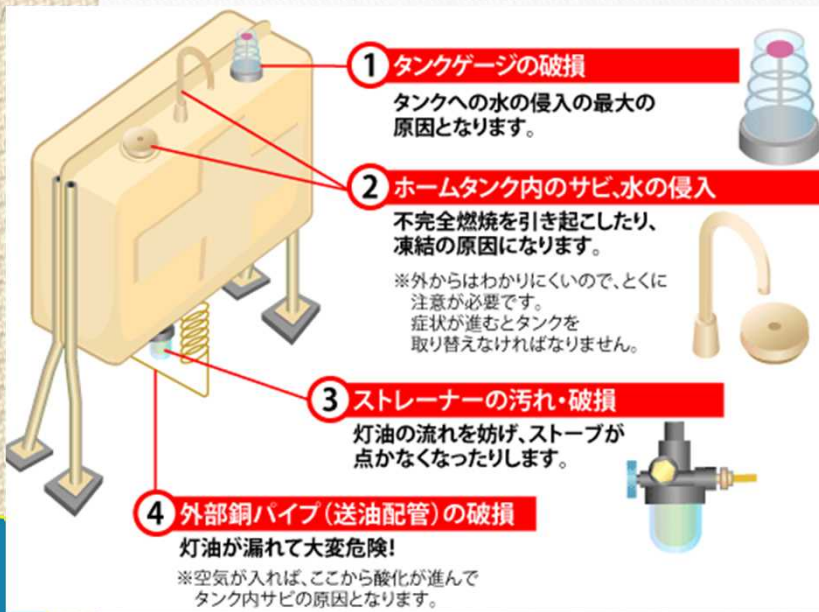 ① タンクゲージの破損
タンクへの水の侵入の最大の
原因となります。
② ホームタンク内のサビ、水の侵入
不完全燃焼を引き起こしたり、
凍結の原因になります。
※外からはわかりにくいので、とくに
注意が必要です。
症状が進むとタンクを
取り替えなければなりません。
③ ストレーナーの汚れ・破損
灯油の流れを妨げ、ストーブが
点かなくなったりします。
④ 外部銅パイプ(送油配管)の破損
灯油が漏れて大変危険!
※空気が入れば、ここから酸化が進んで
タンク内サビの原因となります。